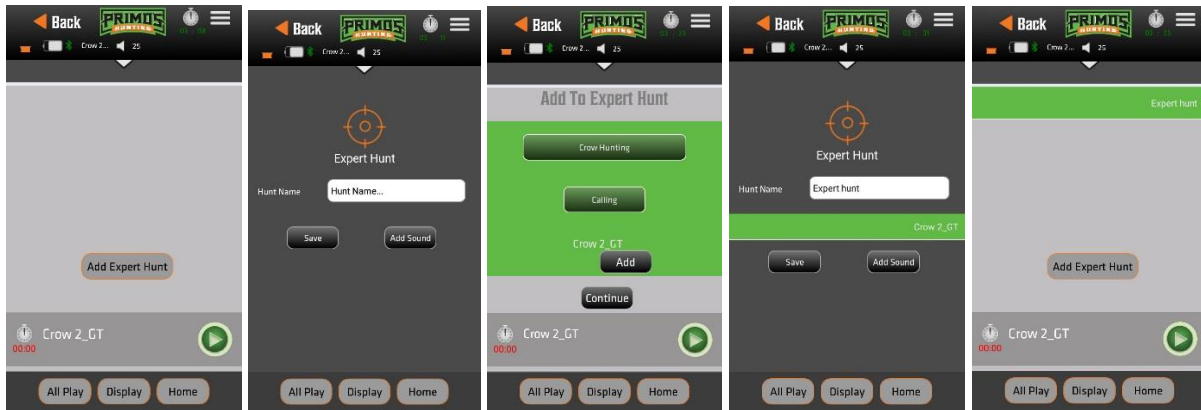 Back
PRIMOS
HUNTING
03 : 08
Crow 2... 25
Add Expert Hunt
Crow 2_GT
00:00
All Play Display Home
Back
PRIMOS
HUNTING
Crow 2... 25
Expert Hunt
Hunt Name Hunt Name...
Save Add Sound
All Play Display Home
Back
PRIMOS
HUNTING
Crow 2... 25
Add To Expert Hunt
Crow Hunting
Calling
Crow 2_GT
Add
Continue
Crow 2_GT
00:00
All Play Display Home
Back
PRIMOS
HUNTING
Crow 2... 25
Expert Hunt
Hunt Name Expert hunt
Crow 2_GT
Save Add Sound
All Play Display Home
Back
PRIMOS
HUNTING
Crow 2... 25
Expert hunt
Add Expert Hunt
Crow 2_GT
00:00
All Play Display Home